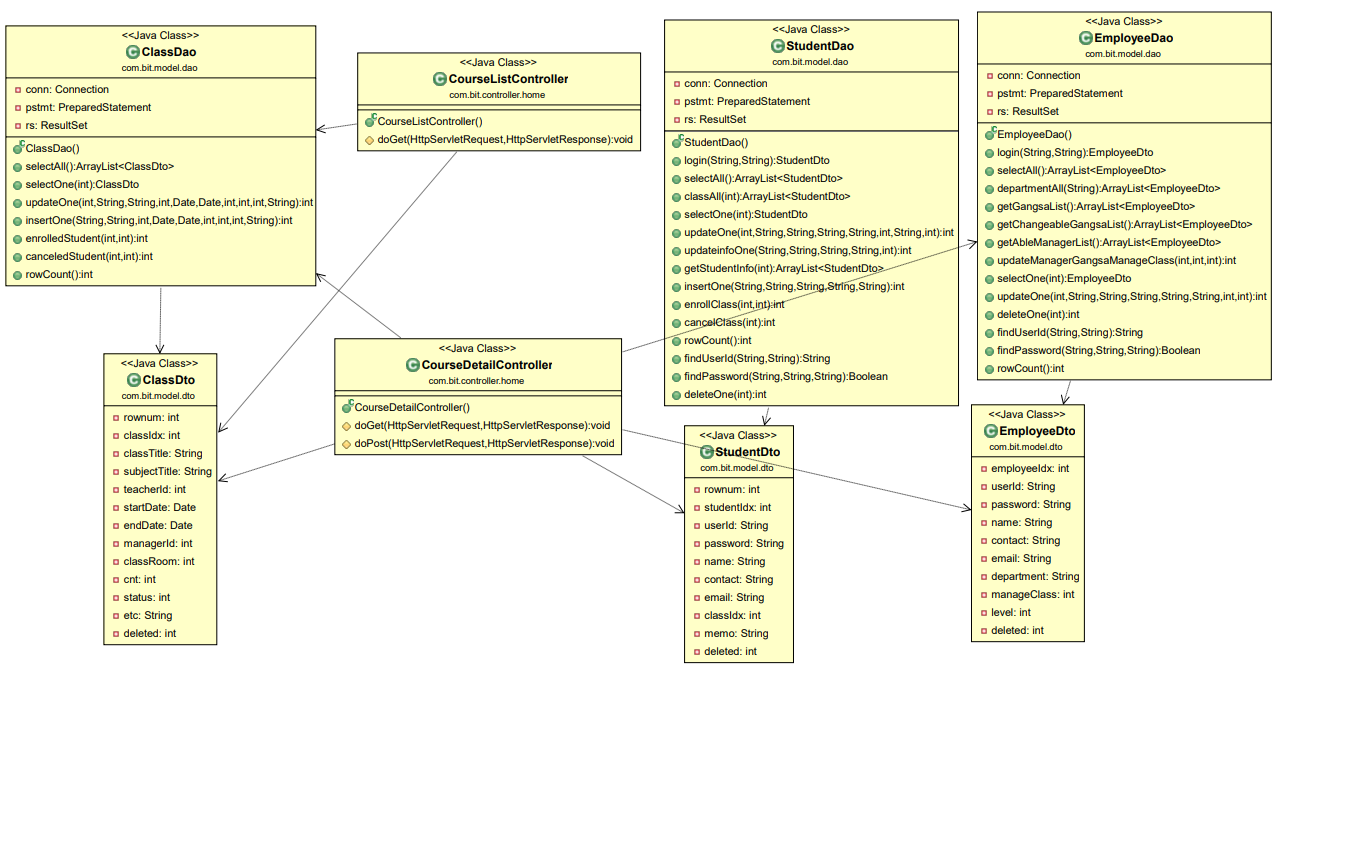 <<Java Class>>
ClassDao
com.bit.model.dao
conn: Connection
pstmt: PreparedStatement
rs: ResultSet
ClassDao()
selectAll():ArrayList<ClassDto>
selectOne(int):ClassDto
updateOne(int,String,String,int,Date,Date,int,int,int,String):int
insertOne(String,String,int,Date,Date,int,int,int,String):int
enrolledStudent(int,int):int
canceledStudent(int,int):int
rowCount():int
<<Java Class>>
CourseListController
com.bit.controller.home
CourseListController()
doGet(HttpServletRequest,HttpServletResponse):void
<<Java Class>>
StudentDao
com.bit.model.dao
conn: Connection
pstmt: PreparedStatement
rs: ResultSet
StudentDao()
login(String,String):StudentDto
selectAll():ArrayList<StudentDto>
classAll(int):ArrayList<StudentDto>
selectOne(int):StudentDto
updateOne(int,String,String,String,String,int,String,int):int
updateinfoOne(String,String,String,String,int):int
getStudentInfo(int):ArrayList<StudentDto>
insertOne(String,String,String,String,String):int
enrollClass(int,int):int
cancelClass(int):int
rowCount():int
findUserId(String,String):String
findPassword(String,String,String):Boolean
deleteOne(int):int
<<Java Class>>
EmployeeDao
com.bit.model.dao
conn: Connection
pstmt: PreparedStatement
rs: ResultSet
EmployeeDao()
login(String,String):EmployeeDto
selectAll():ArrayList<EmployeeDto>
departmentAll(String):ArrayList<EmployeeDto>
getGangsaList():ArrayList<EmployeeDto>
getChangeableGangsaList():ArrayList<EmployeeDto>
getAbleManagerList():ArrayList<EmployeeDto>
updateManagerGangsaManageClass(int,int,int):int
selectOne(int):EmployeeDto
updateOne(int,String,String,String,String,String,int,int):int
deleteOne(int):int
findUserId(String,String):String
findPassword(String,String,String):Boolean
rowCount():int
<<Java Class>>
CourseDetailController
com.bit.controller.home
CourseDetailController()
doGet(HttpServletRequest,HttpServletResponse):void
doPost(HttpServletRequest,HttpServletResponse):void
<<Java Class>>
ClassDto
com.bit.model.dto
rownum: int
classIdx: int
classTitle: String
subjectTitle: String
teacherId: int
startDate: Date
endDate: Date
managerId: int
classRoom: int
cnt: int
status: int
etc: String
deleted: int
<<Java Class>>
StudentDto
com.bit.model.dto
rownum: int
studentIdx: int
userId: String
password: String
name: String
contact: String
email: String
classIdx: int
memo: String
deleted: int
<<Java Class>>
EmployeeDto
com.bit.model.dto
employeeIdx: int
userId: String
password: String
name: String
contact: String
email: String
department: String
manageClass: int
level: int
deleted: int